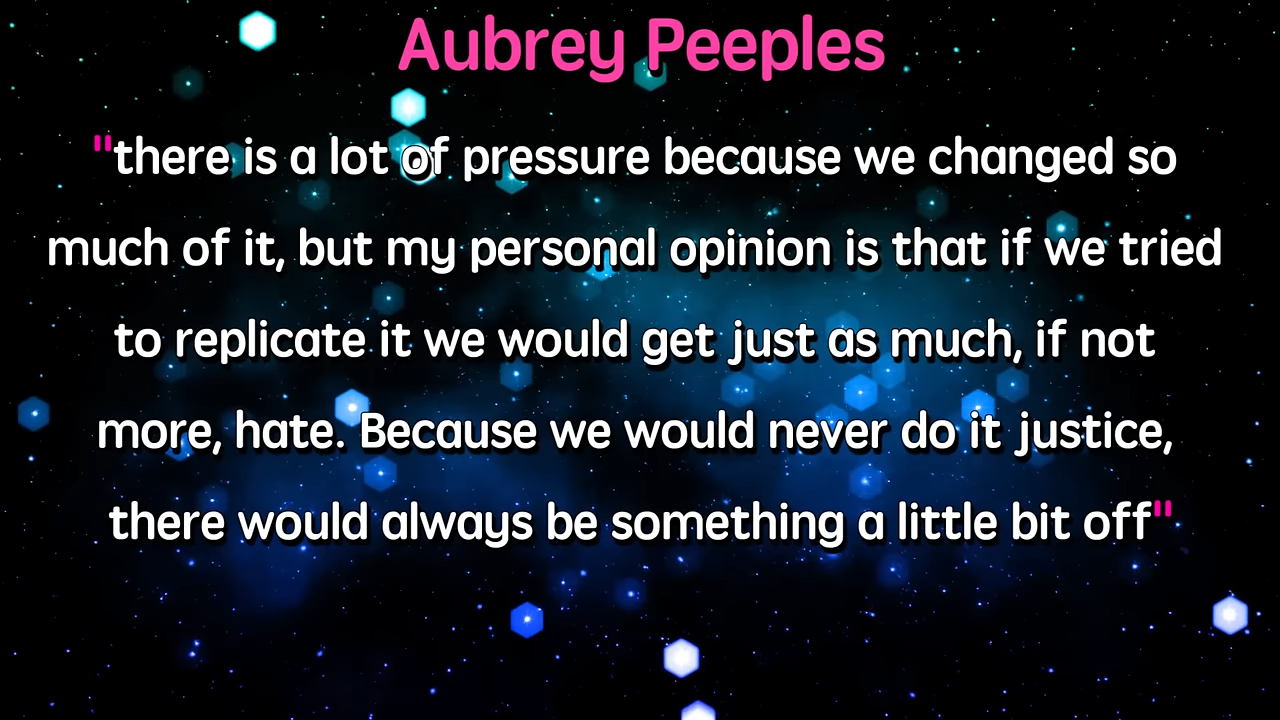 Aubrey Peeples
"there is a lot of pressure because we changed so
much of it, but my personal opinion is that if we tried
to replicate it we would get just as much, if not
more, hate. Because we would never do it justice,
there would always be something a little bit off"